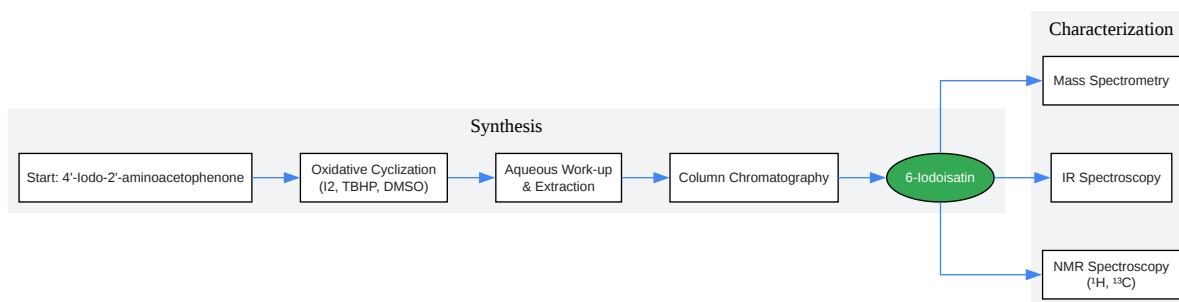 Characterization
Mass Spectrometry
Synthesis
Start: 4'-Iodo-2'-aminoacetophenone
Oxidative Cyclization
(I2, TBHP, DMSO)
Aqueous Work-up
& Extraction
Column Chromatography
6-Iodoisatin
IR Spectroscopy
NMR Spectroscopy
(¹H, ¹³C)